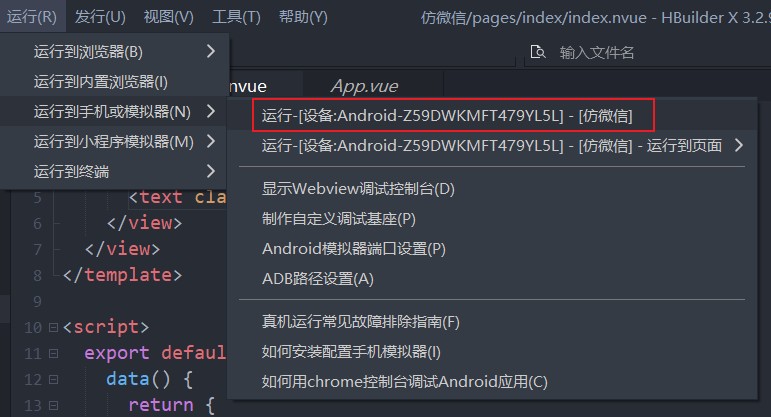 运行(R) 发行(U) 视图(V) 工具(T) 帮助(Y) 仿微信/pages/index/index.nvue - HBuilder X 3.2.9
运行到浏览器(B)
输入文件名
运行到内置浏览器(I)
nvue App.vue
运行到手机或模拟器(N)
运行-[设备:Android-Z59DWKMFT479YL5L] - [仿微信]
运行到小程序模拟器(M)
运行-[设备:Android-Z59DWKMFT479YL5L] - [仿微信] - 运行到页面
运行到终端
显示Webview调试控制台(D)
5 <text cla
制作自定义调试基座(P)
6 </view>
7 </view>
Android模拟器端口设置(P)
8 </template>
ADB路径设置(A)
9
10 <script>
真机运行常见故障排除指南(F)
11 export defaul
如何安装配置手机模拟器(I)
12 data() {
如何用chrome控制台调试Android应用(C)
13 return {